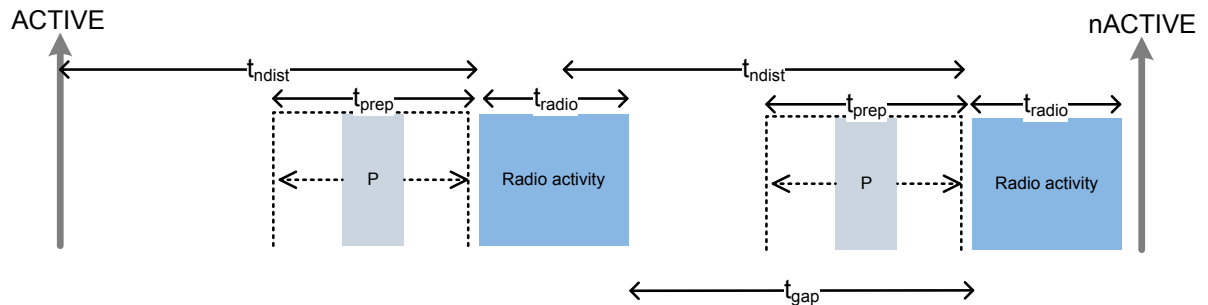 ACTIVE
nACTIVE
tndist
tndist
tprep
tradio
tprep
tradio
P
Radio activity
P
Radio activity
tgap